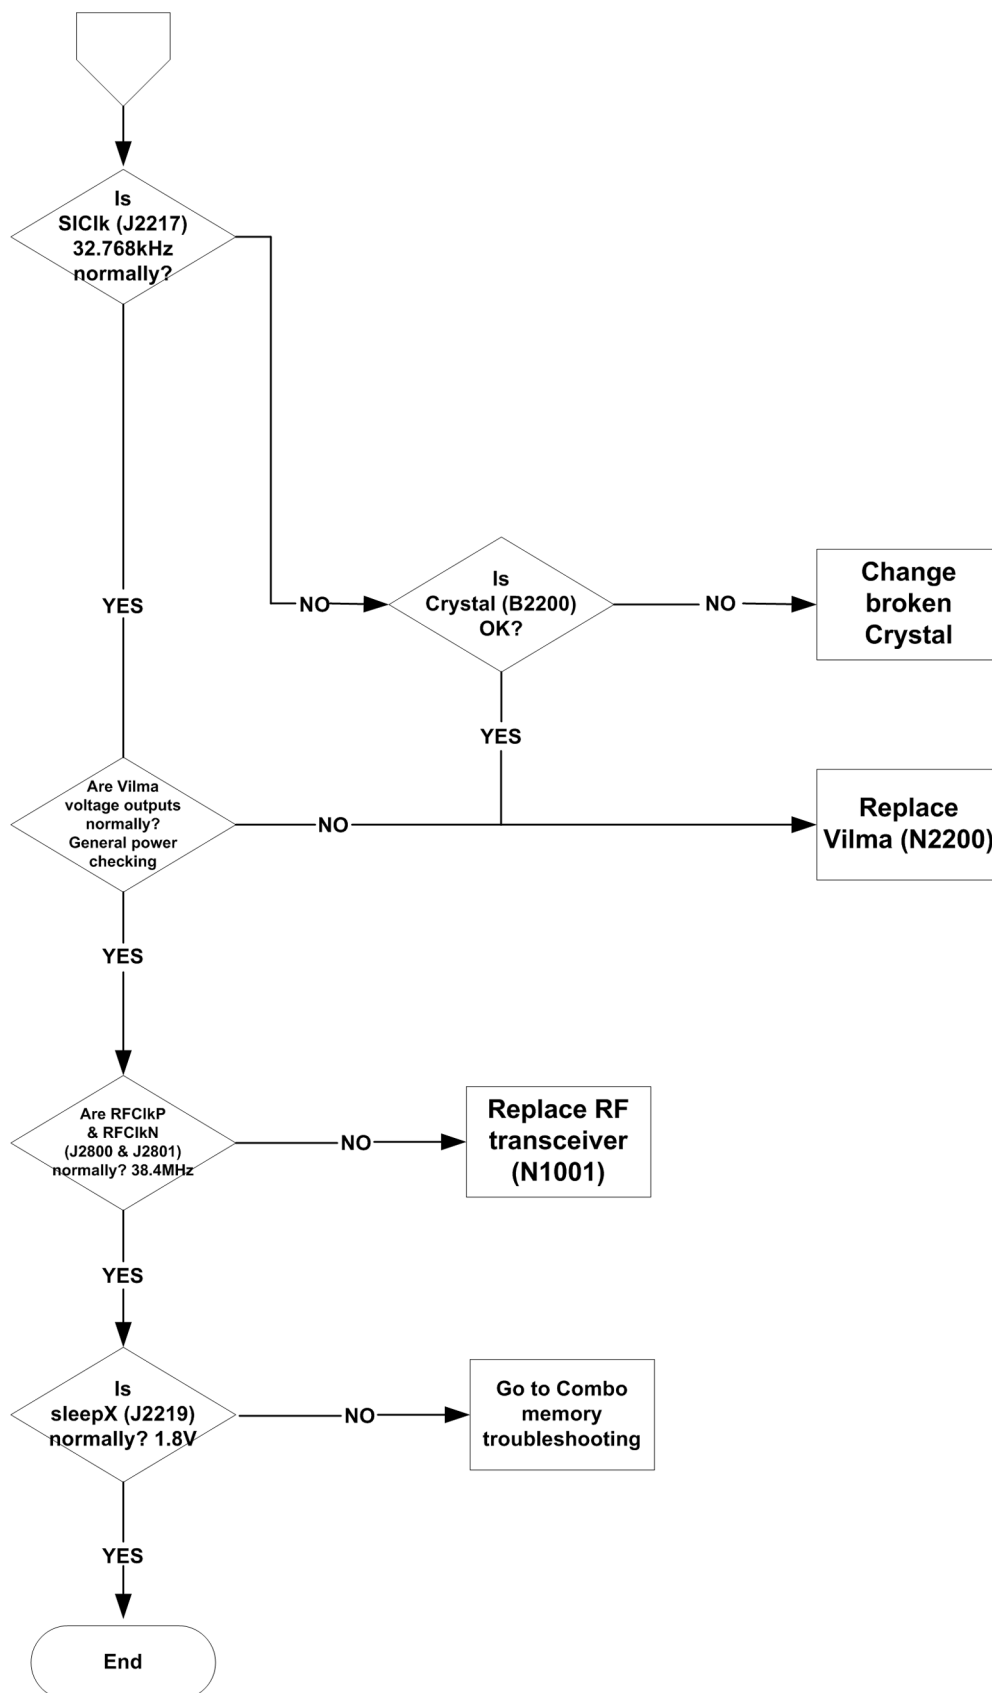 Is
SlClk (J2217)
32.768kHz
normally?
YES
NO
Is
Crystal (B2200)
OK?
NO
Change
broken
Crystal
YES
Are Vilma
voltage outputs
normally?
General power
checking
NO
Replace
Vilma (N2200)
YES
Are RFClkP
& RFClkN
(J2800 & J2801)
normally? 38.4MHz
NO
Replace RF
transceiver
(N1001)
YES
Is
sleepX (J2219)
normally? 1.8V
NO
Go to Combo
memory
troubleshooting
YES
End